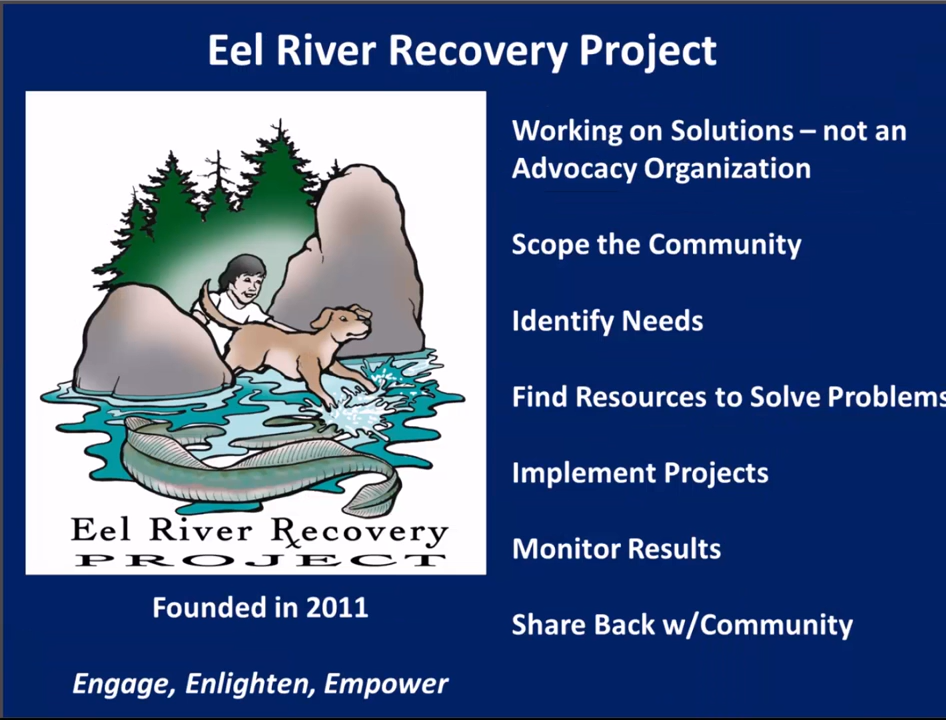 Eel River Recovery Project
Eel River Recovery
PROJECT
Founded in 2011
Engage, Enlighten, Empower
Working on Solutions – not an
Advocacy Organization
Scope the Community
Identify Needs
Find Resources to Solve Problems
Implement Projects
Monitor Results
Share Back w/Community